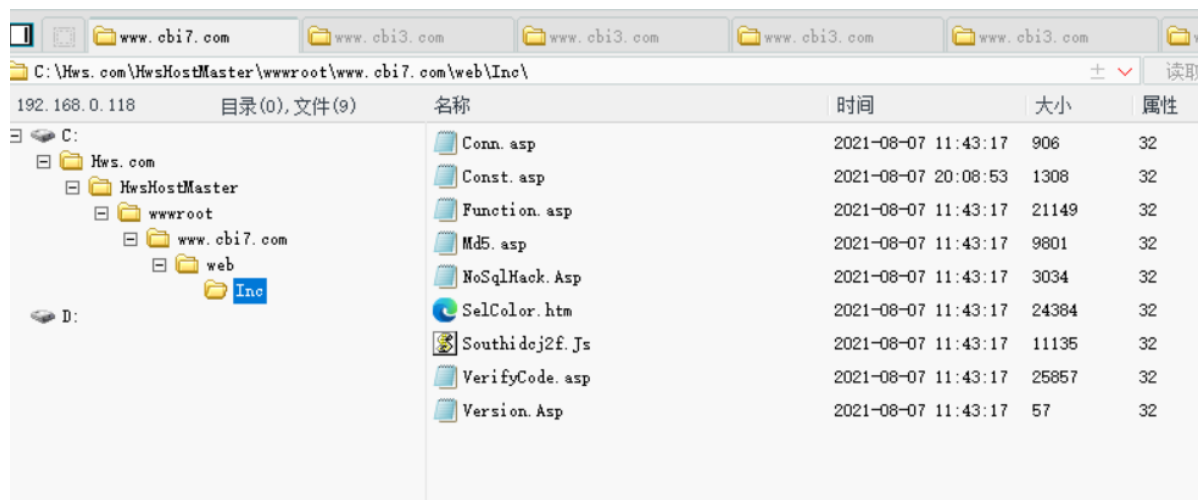 www.cbi7.com www.cbi3.com www.cbi3.com www.cbi3.com www.cbi3.com
C:\Hws.com\HwsHostMaster\wwwroot\www.cbi7.com\web\Inc\ 读取
192.168.0.118 目录(0),文件(9) 名称 时间 大小 属性
C:
Hws.com
HwsHostMaster
wwwroot
www.cbi7.com
web
Inc
D:
Conn.asp 2021-08-07 11:43:17 906 32
Const.asp 2021-08-07 20:08:53 1308 32
Function.asp 2021-08-07 11:43:17 21149 32
Md5.asp 2021-08-07 11:43:17 9801 32
NoSqlHack.Asp 2021-08-07 11:43:17 3034 32
SelColor.htm 2021-08-07 11:43:17 24384 32
Southidcj2f.Js 2021-08-07 11:43:17 11135 32
VerifyCode.asp 2021-08-07 11:43:17 25857 32
Version.Asp 2021-08-07 11:43:17 57 32